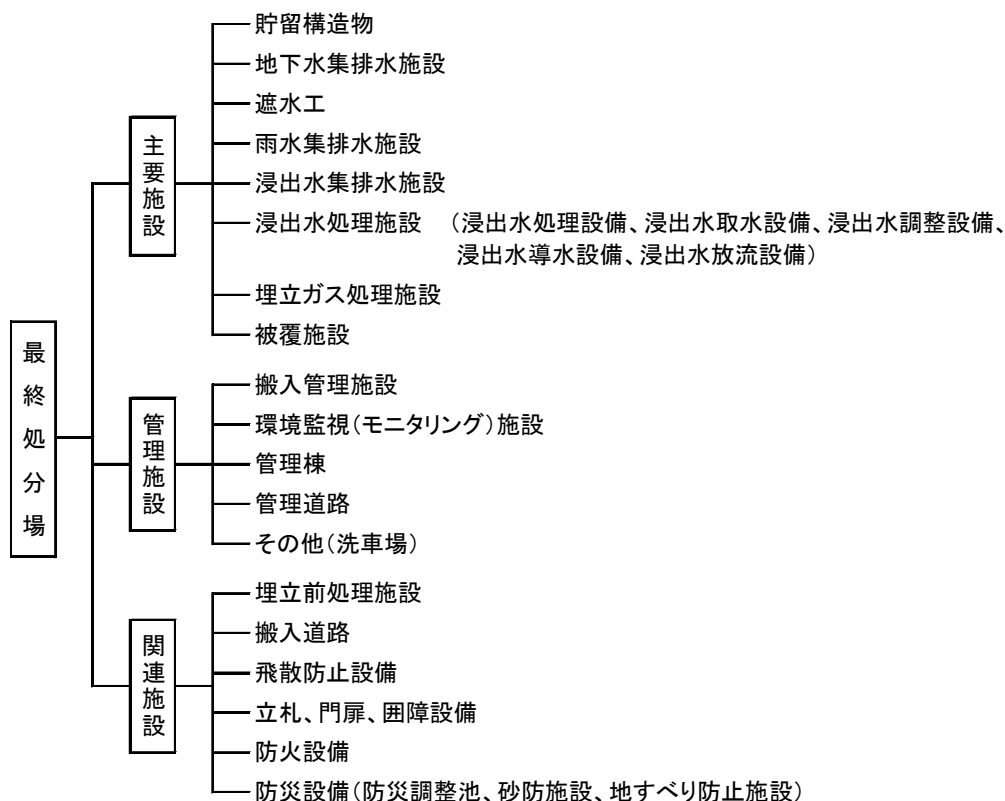 最終処分場
主要施設
貯留構造物
地下水集排水施設
遮水工
雨水集排水施設
浸出水集排水施設
浸出水処理施設 （浸出水処理設備、浸出水取水設備、浸出水調整設備、
浸出水導水設備、浸出水放流設備）
埋立ガス処理施設
被覆施設
管理施設
搬入管理施設
環境監視（モニタリング）施設
管理棟
管理道路
その他（洗車場）
関連施設
埋立前処理施設
搬入道路
飛散防止設備
立札、門扉、囲障設備
防火設備
防災設備（防災調整池、砂防施設、地すべり防止施設）